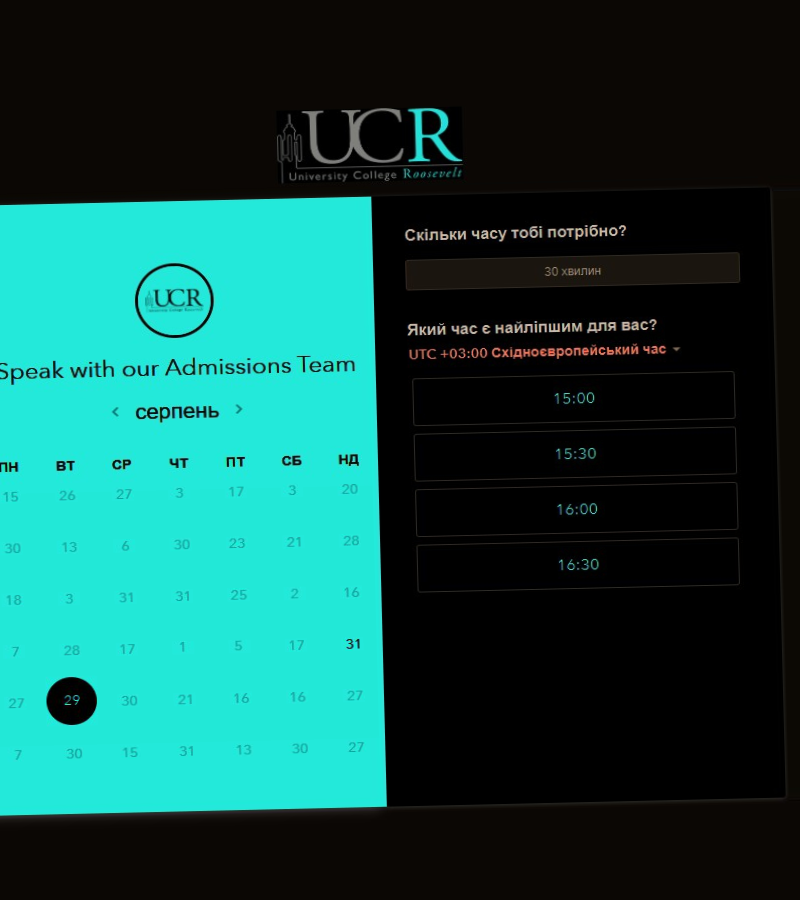 UCR
University College Roosevelt
UCR
University College Roosevelt
Speak with our Admissions Team
серпень
ПН ВТ СР ЧТ ПТ СБ НД
15 26 27 3 17 3 20
30 13 6 30 23 21 28
18 3 31 31 25 2 16
7 28 17 1 5 17 31
27 29 30 21 16 16 27
7 30 15 31 13 30 27
Скільки часу тобі потрібно?
30 хвилин
Який час є найліпшим для вас?
UTC +03:00 Східноєвропейський час
15:00
15:30
16:00
16:30